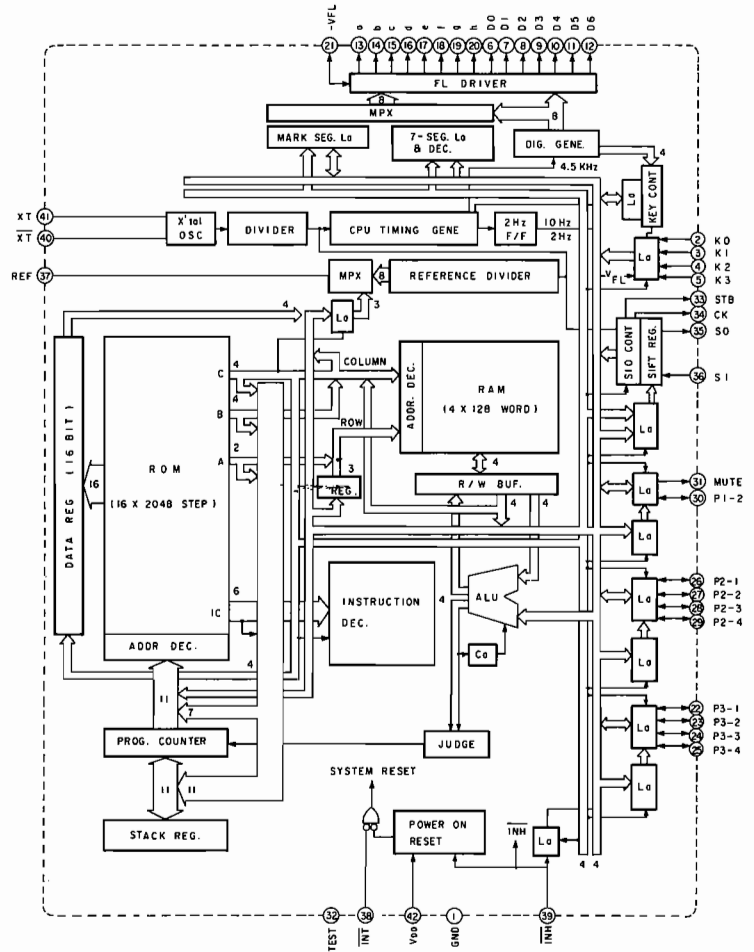 -VFL a b c d e f g h D0 D1 D2 D3 D4 D5 D6
21 13 14 15 16 17 18 19 20 6 7 8 9 10 11 12
FL DRIVER
8
MPX
8
MARK SEG. La
7-SEG. La
& DEC.
DIG. GENE.
4
4.5 KHz
La
KEY CONT
XT 41
X'tal
OSC
DIVIDER
CPU TIMING GENE
2Hz
F/F
10Hz
2Hz
XT 40
La
2 K0
3 K1
4 K2
5 K3
REF 37
MPX
8
REFERENCE DIVIDER
VFL
4
La
3
33 STB
34 CK
35 SO
SIO CONT
SIFT REG.
36 SI
DATA REG (16 BIT)
16
ROM
(16 X 2048 STEP)
C
4
B
4
A
2
COLUMN
ROW
ADDR. DEC.
RAM
(4 X 128 WORD)
La
3
REG.
4
R/W BUF.
4
4
La
31 MUTE
30 P1-2
La
IC
6
INSTRUCTION
DEC.
4
ALU
Ca
La
26 P2-1
27 P2-2
28 P2-3
29 P2-4
La
ADDR DEC.
4
11
7
PROG. COUNTER
JUDGE
La
22 P3-1
23 P3-2
24 P3-3
25 P3-4
La
11
11
STACK REG.
SYSTEM RESET
POWER ON
RESET
INH
La
4 4
32 38 42 1 39
TEST INT VDD GND INH